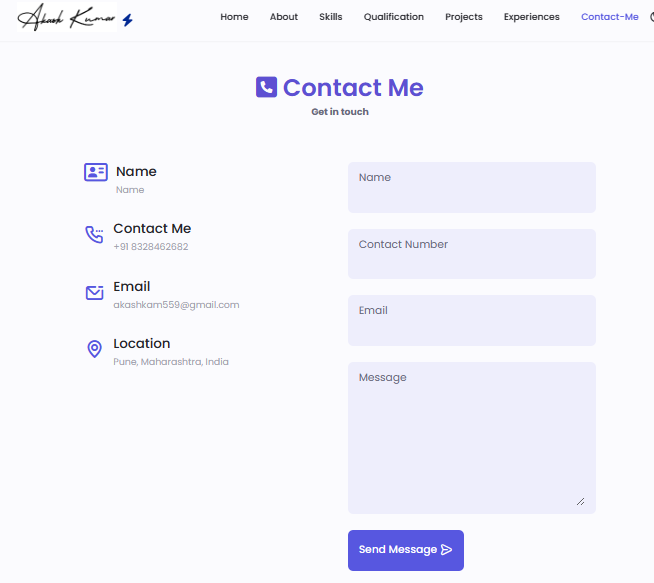 Akash Kumar
Home About Skills Qualification Projects Experiences Contact-Me
Contact Me
Get in touch
Name
Name
Contact Me
+91 8328462682
Email
akashkam559@gmail.com
Location
Pune, Maharashtra, India
Name
Contact Number
Email
Message
Send Message